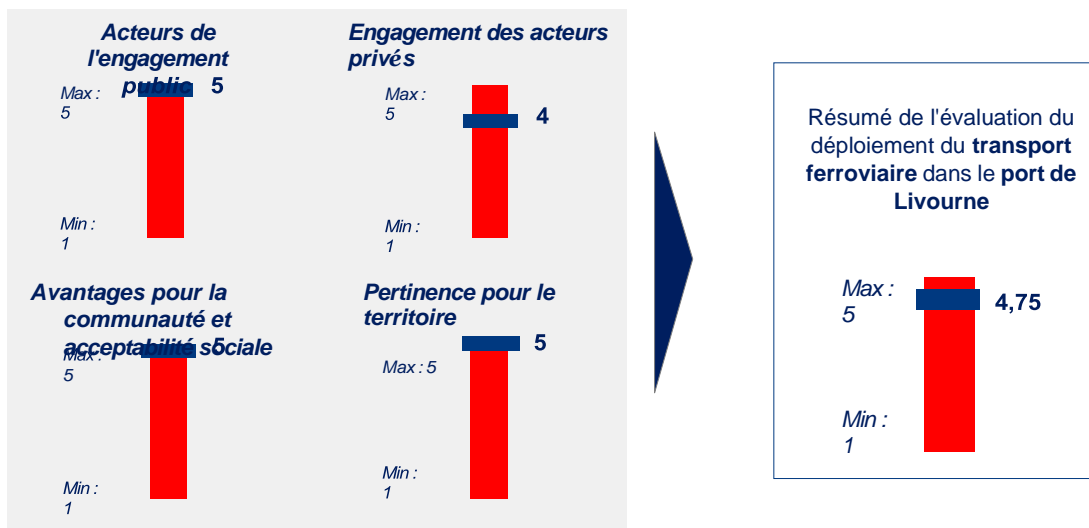 Acteurs de
l'engagement
public 5
Max :
5
Min :
1
Engagement des acteurs
privés
Max :
5
4
Min :
1
Avantages pour la
communauté et
acceptabilité sociale
5
Max :
5
Min :
1
Pertinence pour le
territoire
5
Max : 5
Min :
1
Résumé de l'évaluation du
déploiement du transport
ferroviaire dans le port de
Livourne
Max :
5
4,75
Min :
1